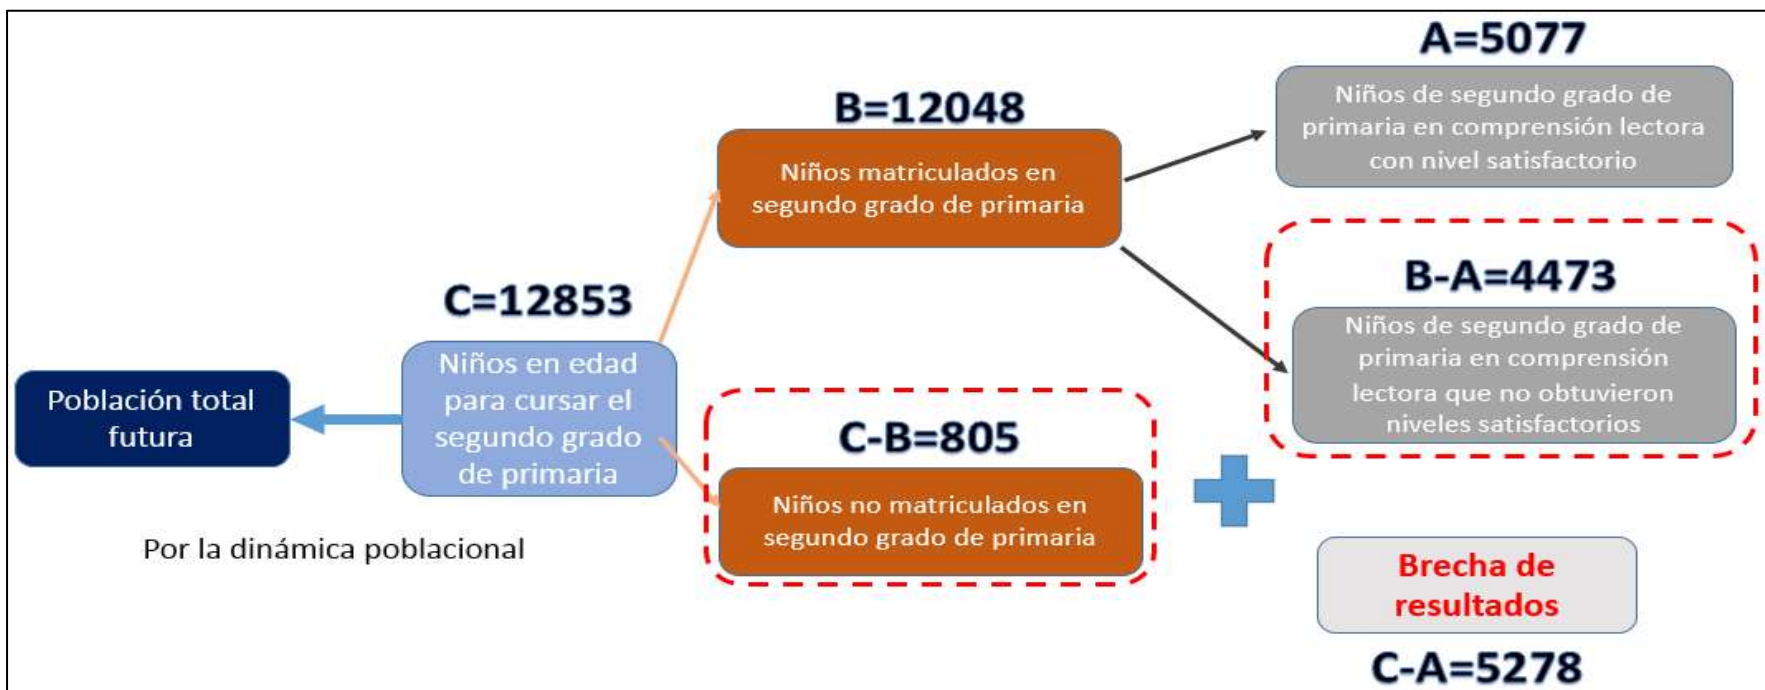 A=5077
Niños de segundo grado de
primaria en comprensión lectora
con nivel satisfactorio
B=12048
Niños matriculados en
segundo grado de primaria
B-A=4473
Niños de segundo grado de
primaria en comprensión
lectora que no obtuvieron
niveles satisfactorios
C=12853
Niños en edad
para cursar el
segundo grado
de primaria
Población total
futura
C-B=805
Niños no matriculados en
segundo grado de primaria
Por la dinámica poblacional
Brecha de
resultados
C-A=5278